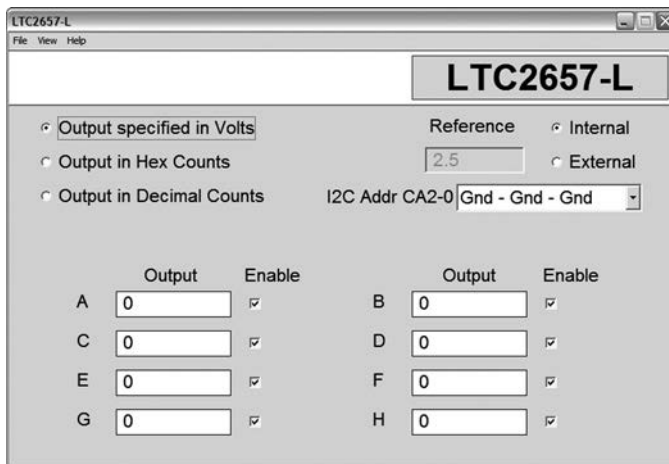 LTC2657-L
File View Help
LTC2657-L
Output specified in Volts
Reference
Internal
Output in Hex Counts
2.5
External
Output in Decimal Counts
I2C Addr CA2-0 Gnd - Gnd - Gnd
Output Enable Output Enable
A 0 B 0
C 0 D 0
E 0 F 0
G 0 H 0